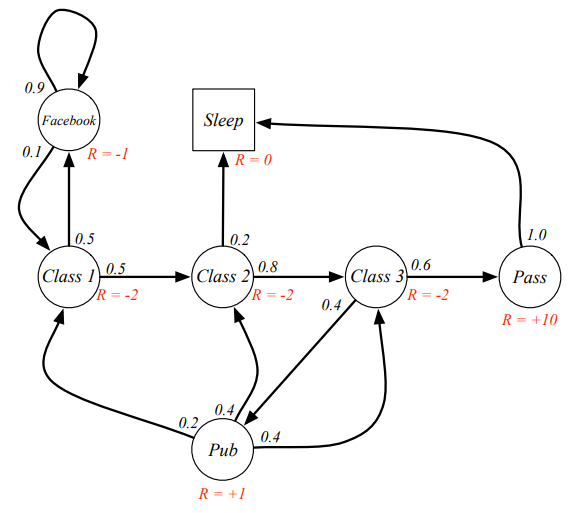 0.9
Facebook
Sleep
0.1
R = -1
R = 0
0.5
0.2
1.0
Class 1
0.5
Class 2
0.8
Class 3
0.6
Pass
R = -2
R = -2
R = -2
0.4
R = +10
0.4
0.2
0.4
Pub
R = +1